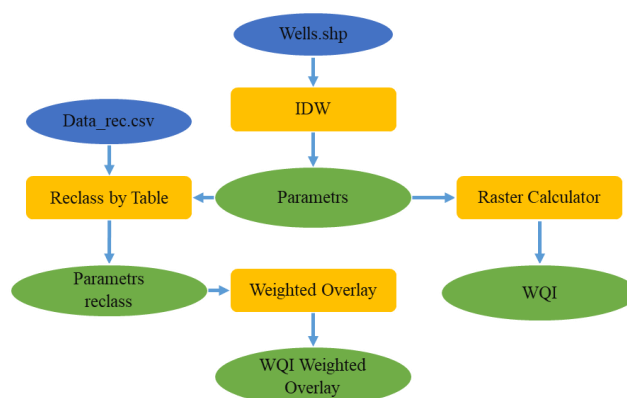 Wells.shp
IDW
Data_rec.csv
Reclass by Table
Parametrs
Raster Calculator
Parametrs
reclass
Weighted Overlay
WQI
WQI Weighted
Overlay